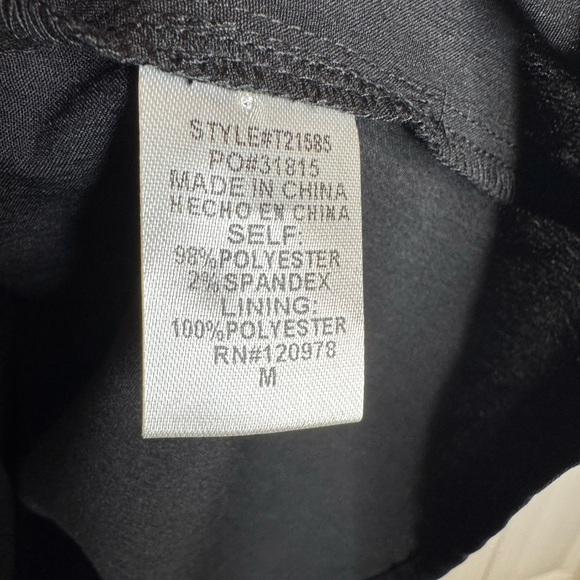 STYLE#T21585
PO#31815
MADE IN CHINA
HECHO EN CHINA
SELF:
98%POLYESTER
2%SPANDEX
LINING:
100%POLYESTER
RN#120978
M